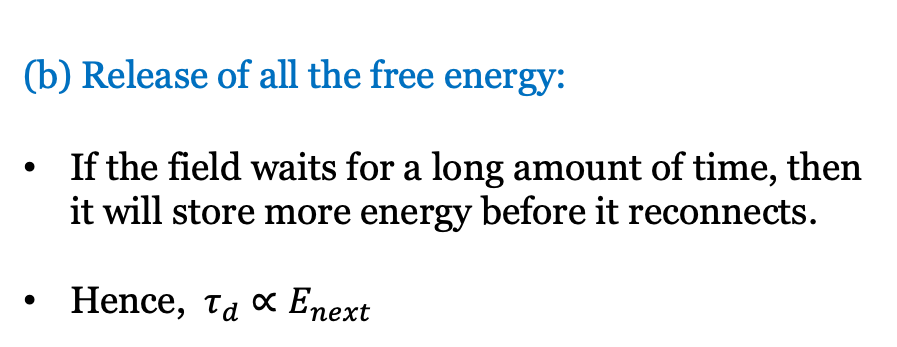 (b) Release of all the free energy:
• If the field waits for a long amount of time, then
it will store more energy before it reconnects.
• Hence, τ_d ∝ E_next